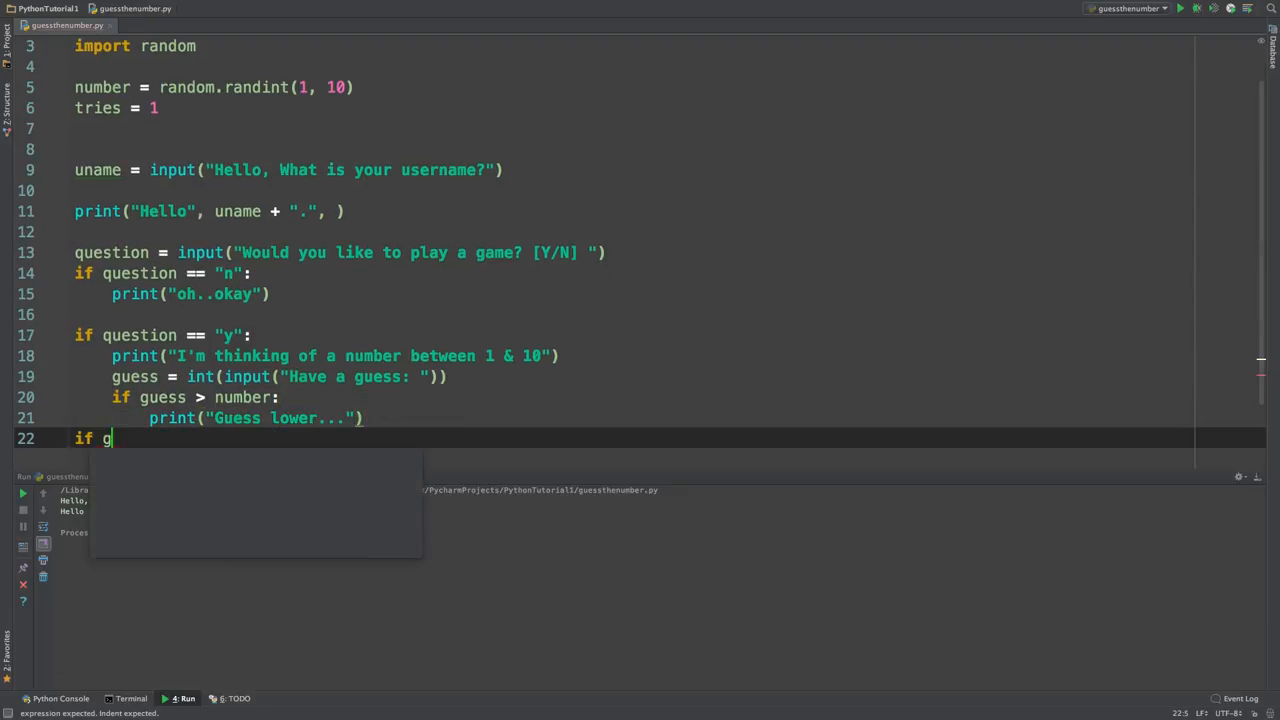 PythonTutorial1 guessthenumber.py guessthenumber
guessthenumber.py
1: Project
Z: Structure
2: Favorites
Database
3 import random
4
5 number = random.randint(1, 10)
6 tries = 1
7
8
9 uname = input("Hello, What is your username?")
10
11 print("Hello", uname + ".", )
12
13 question = input("Would you like to play a game? [Y/N] ")
14 if question == "n":
15 print("oh..okay")
16
17 if question == "y":
18 print("I'm thinking of a number between 1 & 10")
19 guess = int(input("Have a guess: "))
20 if guess > number:
21 print("Guess lower...")
22 if g
Run guessthenu
/Libra /PycharmProjects/PythonTutorial1/guessthenumber.py
Hello,
Hello
Proces
Python Console Terminal 4: Run 6: TODO Event Log
expression expected. Indent expected. 22:5 LF÷ UTF-8÷